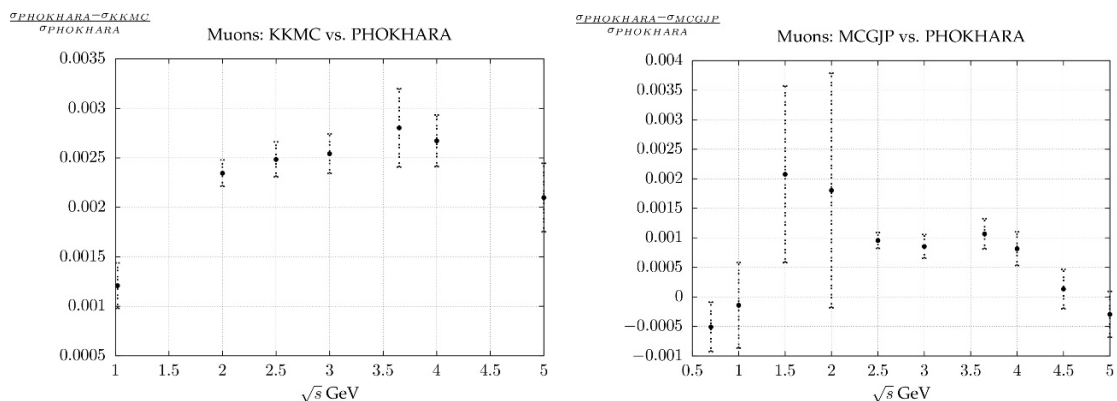 σPHOKHARA−σKKMC
σPHOKHARA
Muons: KKMC vs. PHOKHARA
0.0035
0.003
0.0025
0.002
0.0015
0.001
0.0005
1 1.5 2 2.5 3 3.5 4 4.5 5
√s GeV
σPHOKHARA−σMCGJP
σPHOKHARA
Muons: MCGJP vs. PHOKHARA
0.004
0.0035
0.003
0.0025
0.002
0.0015
0.001
0.0005
0
−0.0005
−0.001
0.5 1 1.5 2 2.5 3 3.5 4 4.5 5
√s GeV